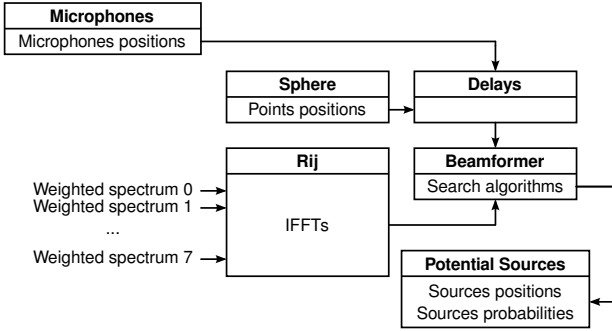 Microphones
Microphones positions
Sphere
Points positions
Delays
Rij
IFFTs
Beamformer
Search algorithms
Weighted spectrum 0
Weighted spectrum 1
...
Weighted spectrum 7
Potential Sources
Sources positions
Sources probabilities